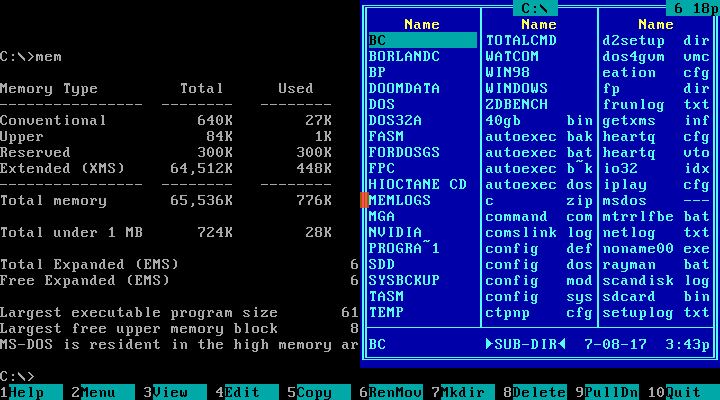 C:\>mem
Memory Type Total Used
---------------- -------- --------
Conventional 640K 27K
Upper 84K 1K
Reserved 300K 300K
Extended (XMS) 64,512K 448K
---------------- -------- --------
Total memory 65,536K 776K
Total under 1 MB 724K 28K
Total Expanded (EMS) 6
Free Expanded (EMS) 6
Largest executable program size 61
Largest free upper memory block 8
MS-DOS is resident in the high memory ar
C:\>
C:\ 6 18p
Name Name Name
BC TOTALCMD d2setup dir
BORLANDC WATCOM dos4gvm vmc
BP WIN98 eation cfg
DOOMDATA WINDOWS fp dir
DOS ZDBENCH frunlog txt
DOS32A 40gb bin getxms inf
FASM autoexec bak heartq cfg
FORDOSGS autoexec bat heartq vto
FPC autoexec b~k io32 idx
HIOCTANE CD autoexec dos iplay cfg
MEMLOGS c zip msdos ---
MGA command com mtrrlfbe bat
NVIDIA comslink log netlog txt
PROGRA~1 config def noname00 exe
SDD config dos rayman bat
SYSBCKUP config mod scandisk log
TASM config sys sdcard bin
TEMP ctpnp cfg setuplog txt
BC ►SUB-DIR◄ 7-08-17 3:43p
1Help 2Menu 3View 4Edit 5Copy 6RenMov 7Mkdir 8Delete 9PullDn 10Quit